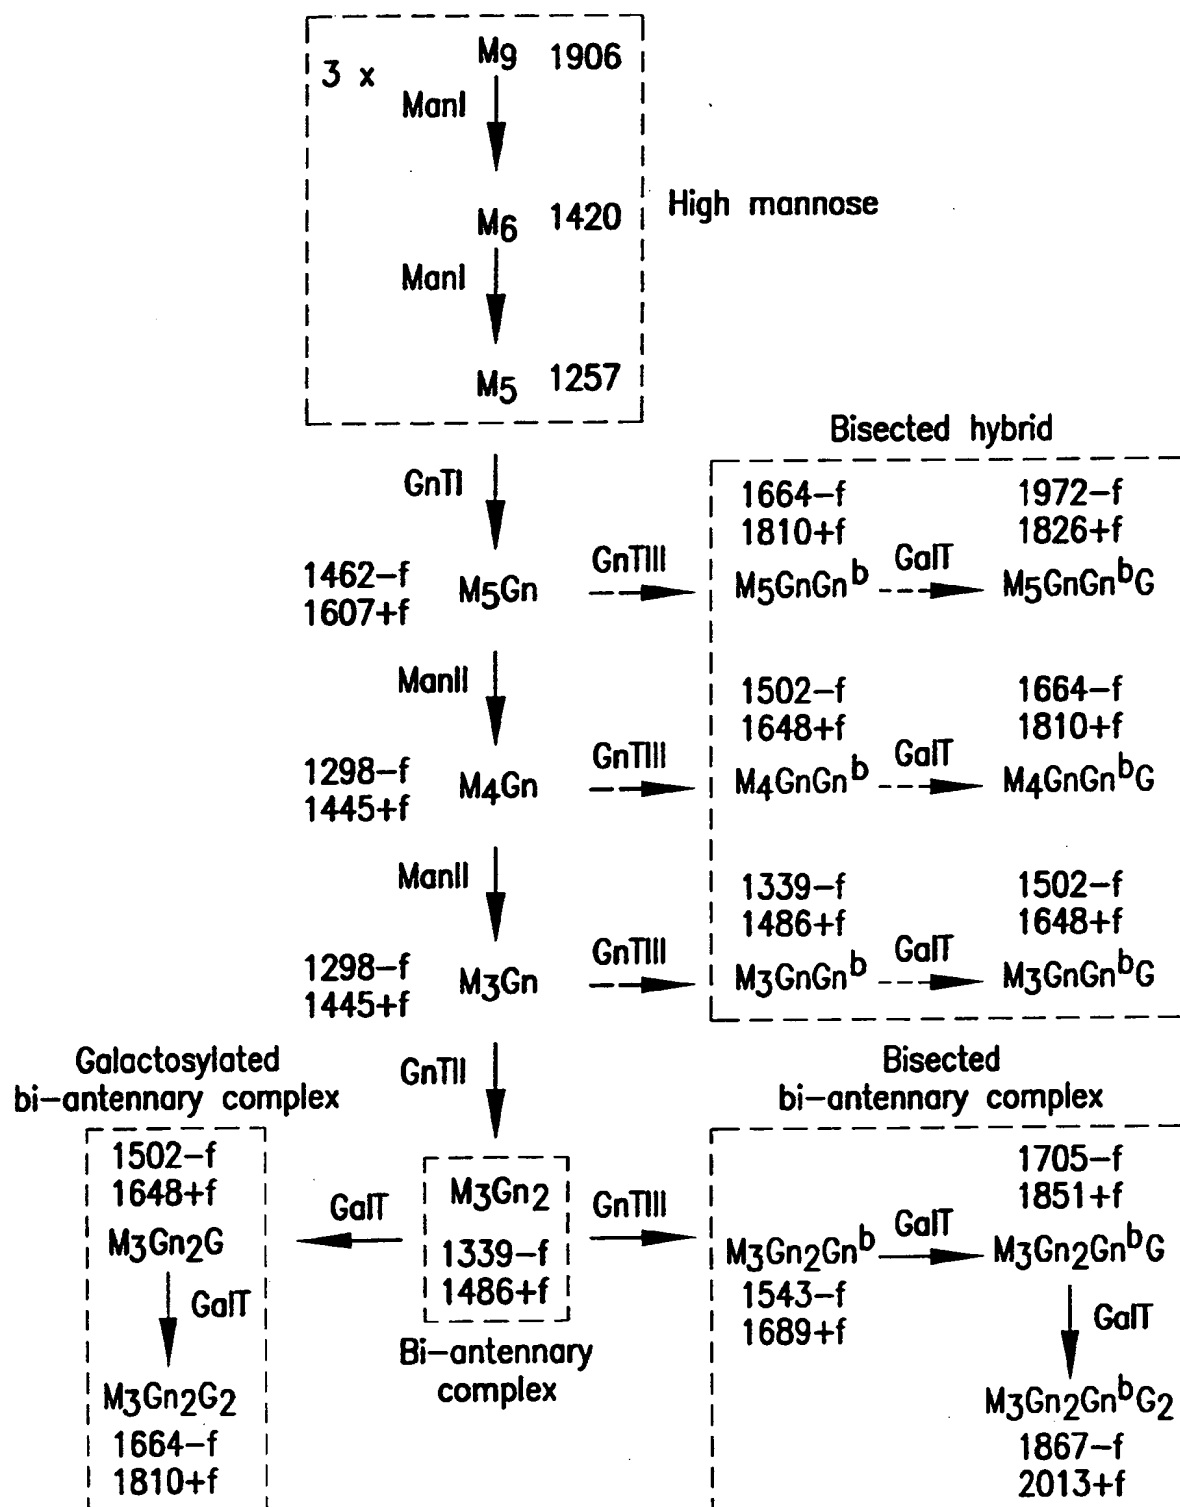 3 x
M9 1906
ManI
M6 1420
High mannose
ManI
M5 1257
Bisected hybrid
GnTI
1664-f
1810+f
1972-f
1826+f
1462-f
1607+f
M5Gn
GnTIII
M5GnGnb
GalT
M5GnGnbG
ManII
1502-f
1648+f
1664-f
1810+f
1298-f
1445+f
M4Gn
GnTIII
M4GnGnb
GalT
M4GnGnbG
ManII
1339-f
1486+f
1502-f
1648+f
1298-f
1445+f
M3Gn
GnTIII
M3GnGnb
GalT
M3GnGnbG
GnTII
Galactosylated
bi-antennary complex
1502-f
1648+f
M3Gn2G
GalT
M3Gn2G2
1664-f
1810+f
GalT
M3Gn2
1339-f
1486+f
Bi-antennary
complex
GnTIII
Bisected
bi-antennary complex
1705-f
1851+f
M3Gn2Gnb
GalT
M3Gn2GnbG
1543-f
1689+f
GalT
M3Gn2GnbG2
1867-f
2013+f